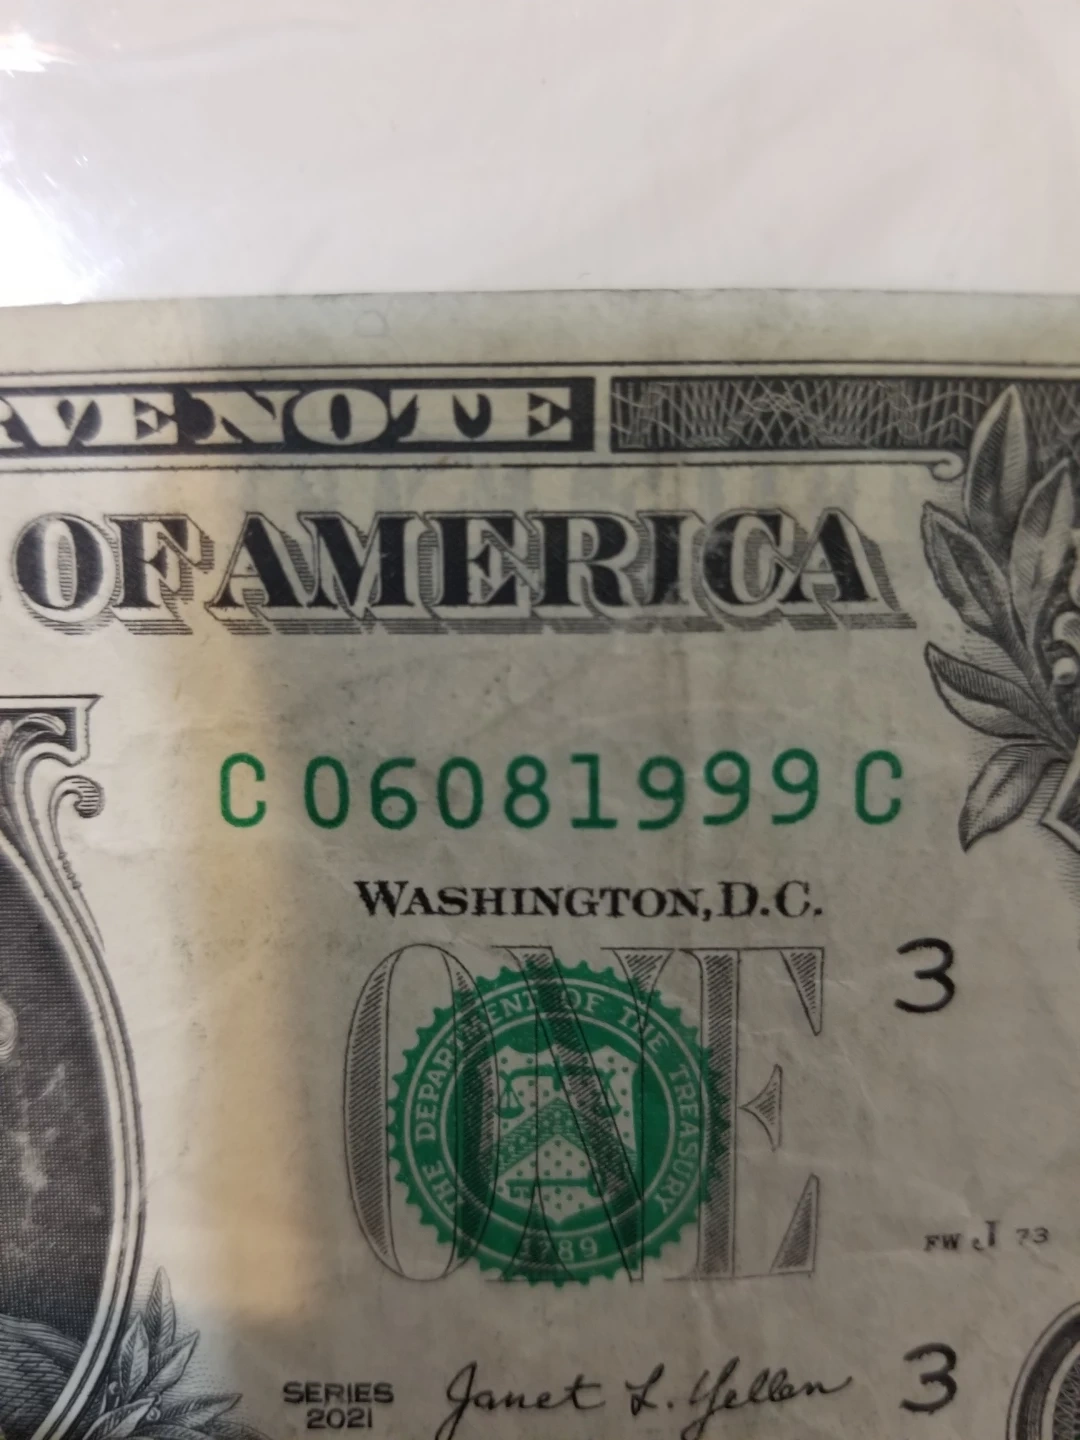 RVE NOTE
OF AMERICA
C 06081999 C
WASHINGTON, D.C.
ONE
3
THE DEPARTMENT OF THE TREASURY
1789
FW J 73
SERIES
2021
Janet L. Yellen
3